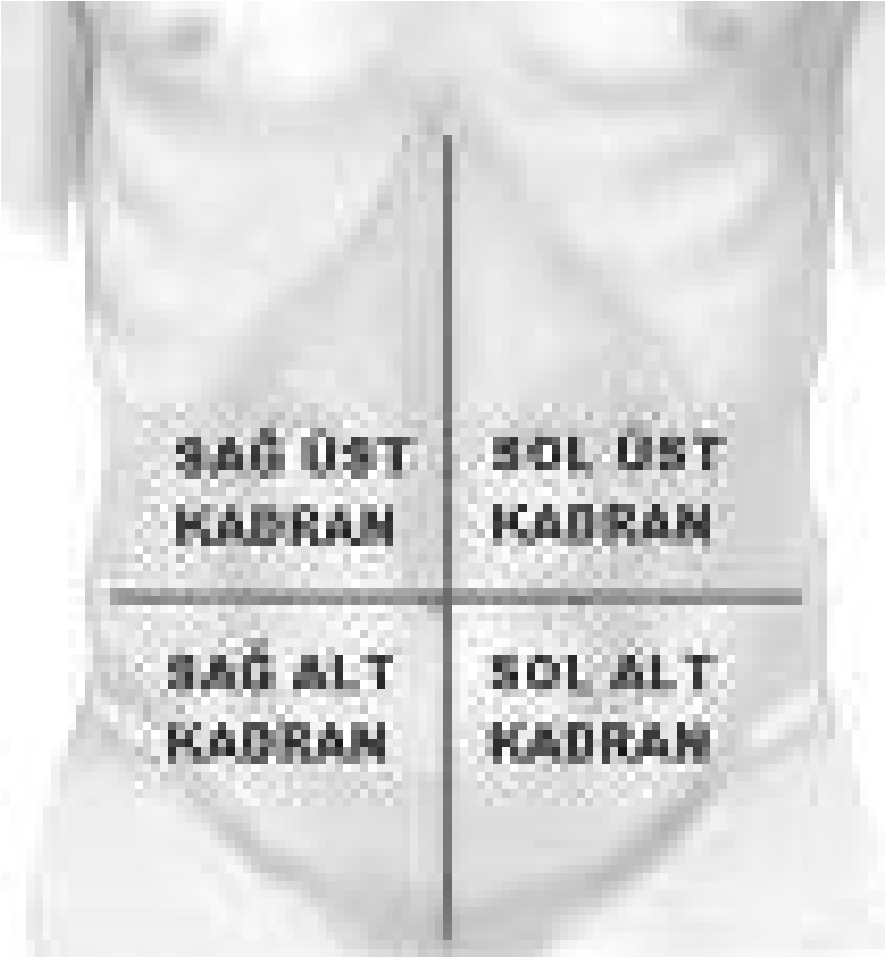 SAĞ ÜST
KADRAN
SOL ÜST
KADRAN
SAĞ ALT
KADRAN
SOL ALT
KADRAN